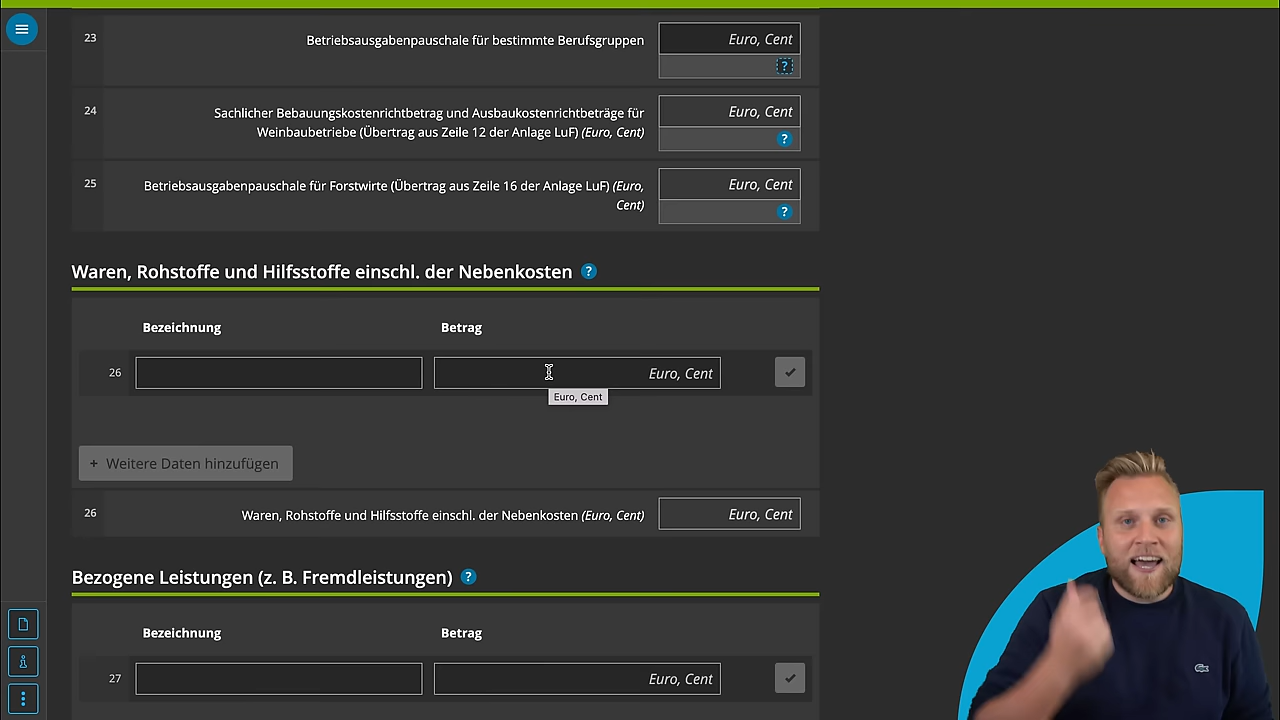 23
Betriebsausgabenpauschale für bestimmte Berufsgruppen
Euro, Cent
?
24
Sachlicher Bebauungskostenrichtbetrag und Ausbaukostenrichtbeträge für
Weinbaubetriebe (Übertrag aus Zeile 12 der Anlage LuF) (Euro, Cent)
Euro, Cent
?
25
Betriebsausgabenpauschale für Forstwirte (Übertrag aus Zeile 16 der Anlage LuF) (Euro,
Cent)
Euro, Cent
?
Waren, Rohstoffe und Hilfsstoffe einschl. der Nebenkosten ?
Bezeichnung Betrag
26 Euro, Cent
Euro, Cent
+ Weitere Daten hinzufügen
26 Waren, Rohstoffe und Hilfsstoffe einschl. der Nebenkosten (Euro, Cent) Euro, Cent
Bezogene Leistungen (z. B. Fremdleistungen) ?
Bezeichnung Betrag
27 Euro, Cent